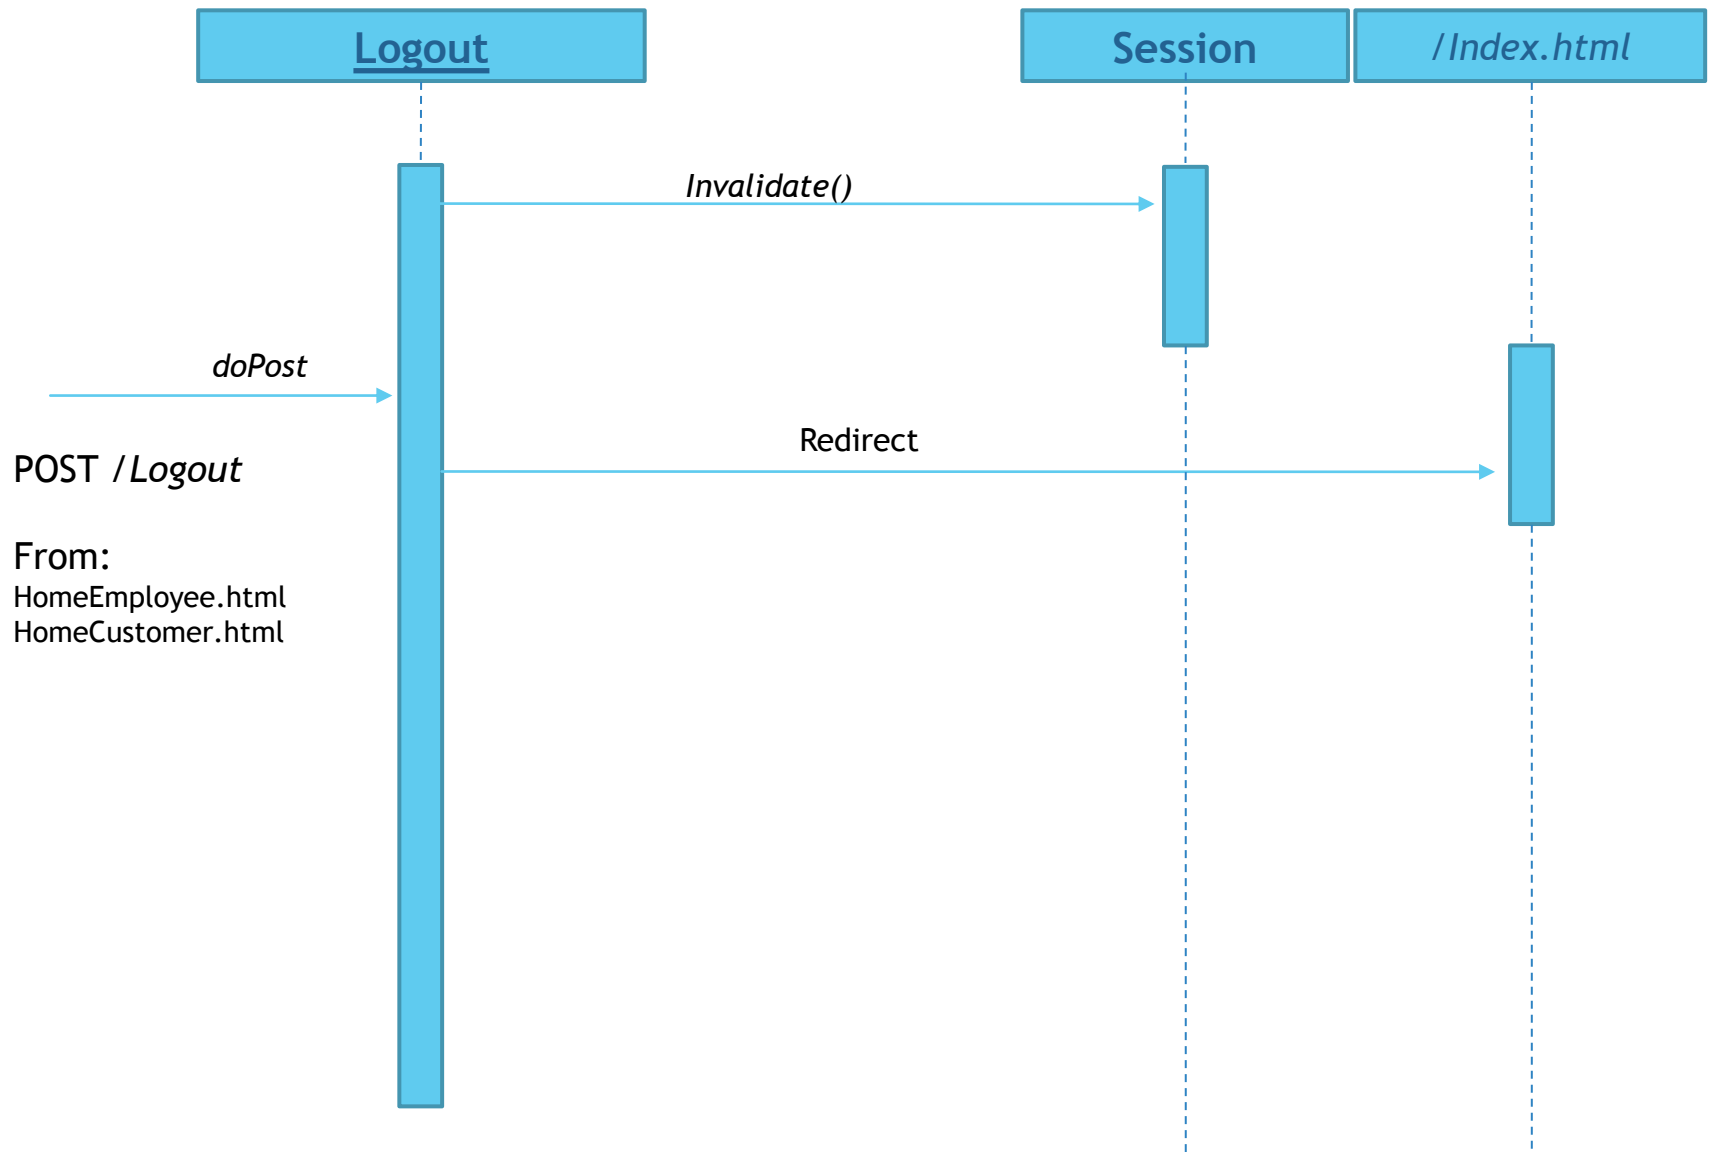 Logout
Session
/Index.html
Invalidate()
doPost
Redirect
POST /Logout
From:
HomeEmployee.html
HomeCustomer.html